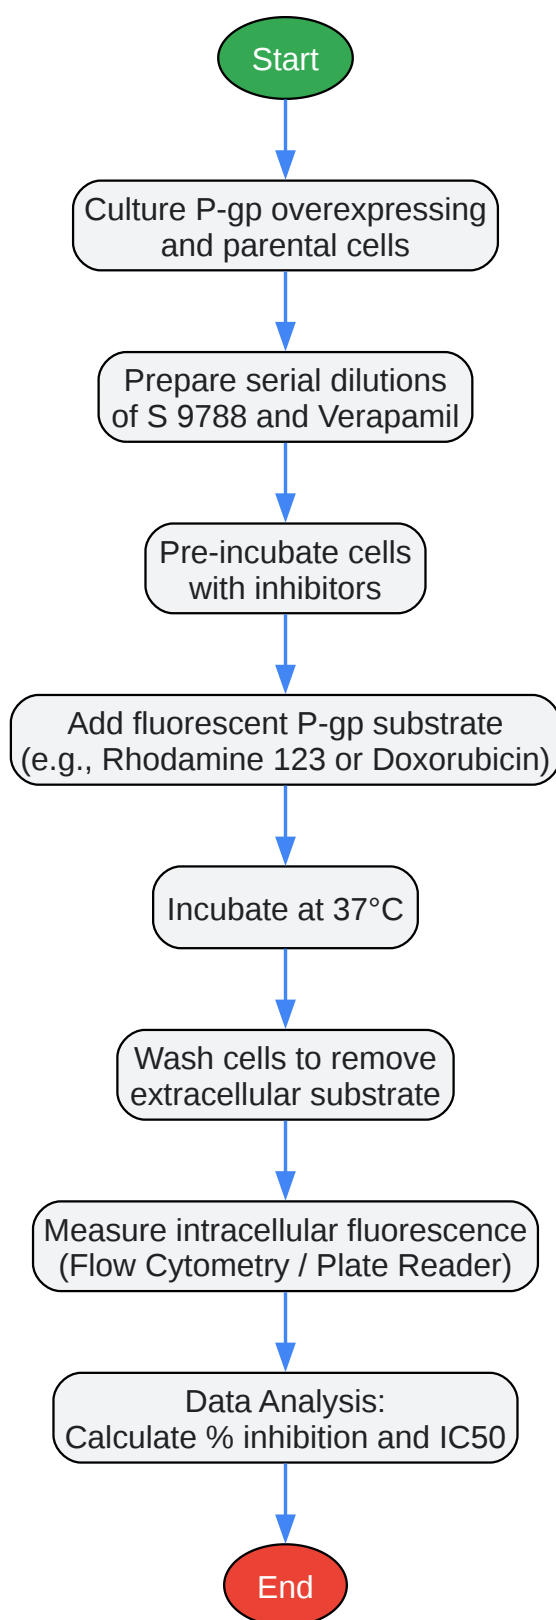 Start
Culture P-gp overexpressing
and parental cells
Prepare serial dilutions
of S 9788 and Verapamil
Pre-incubate cells
with inhibitors
Add fluorescent P-gp substrate
(e.g., Rhodamine 123 or Doxorubicin)
Incubate at 37°C
Wash cells to remove
extracellular substrate
Measure intracellular fluorescence
(Flow Cytometry / Plate Reader)
Data Analysis:
Calculate % inhibition and IC50
End